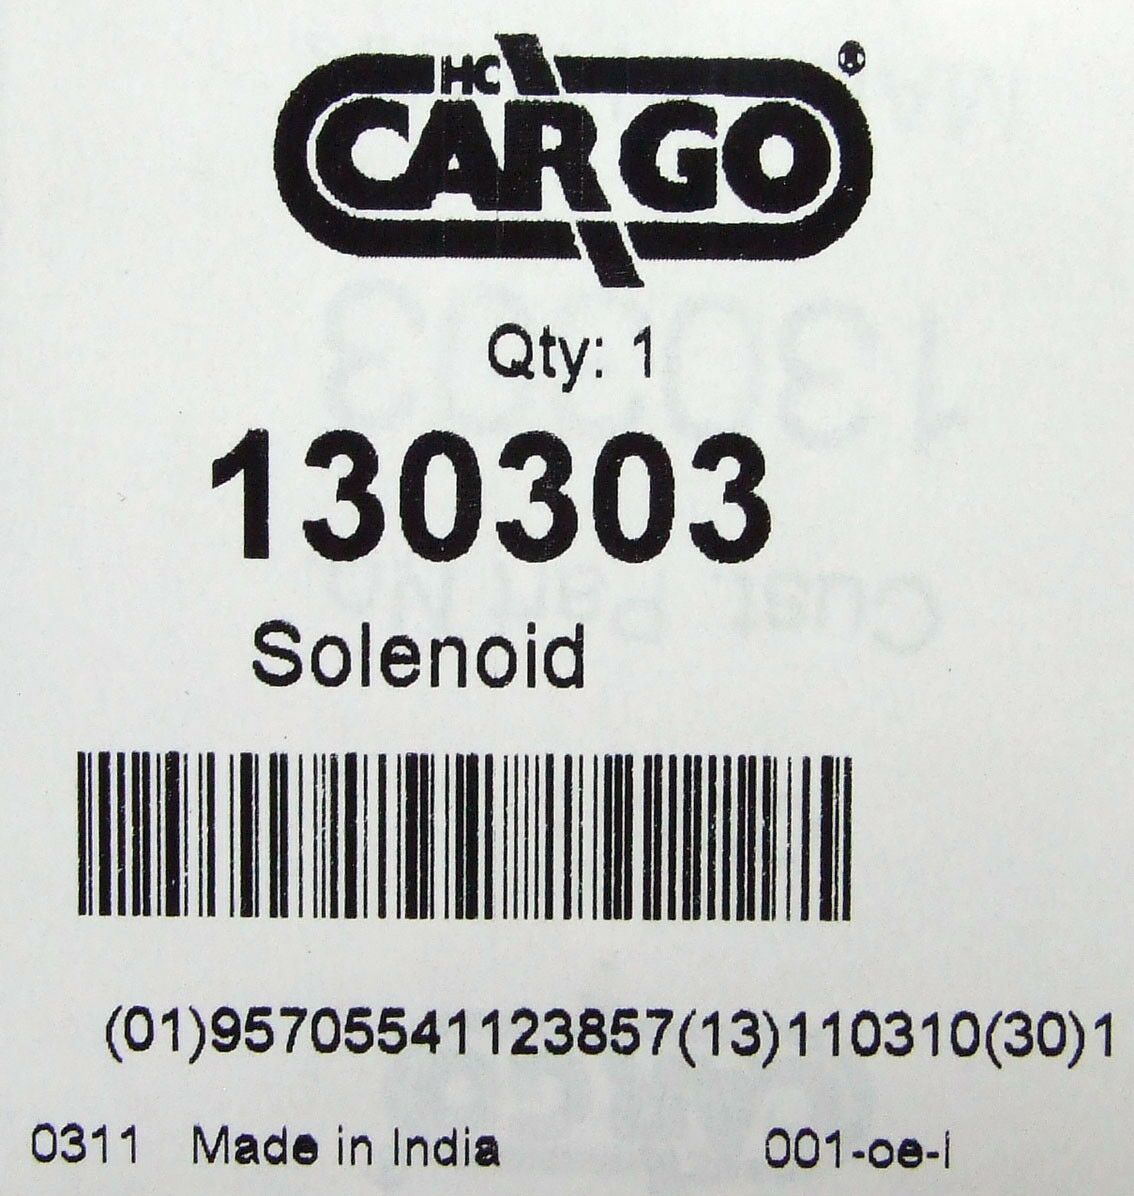 HC
CARGO®
Qty: 1
130303
Solenoid
(01)95705541123857(13)110310(30)1
0311 Made in India 001-oe-i